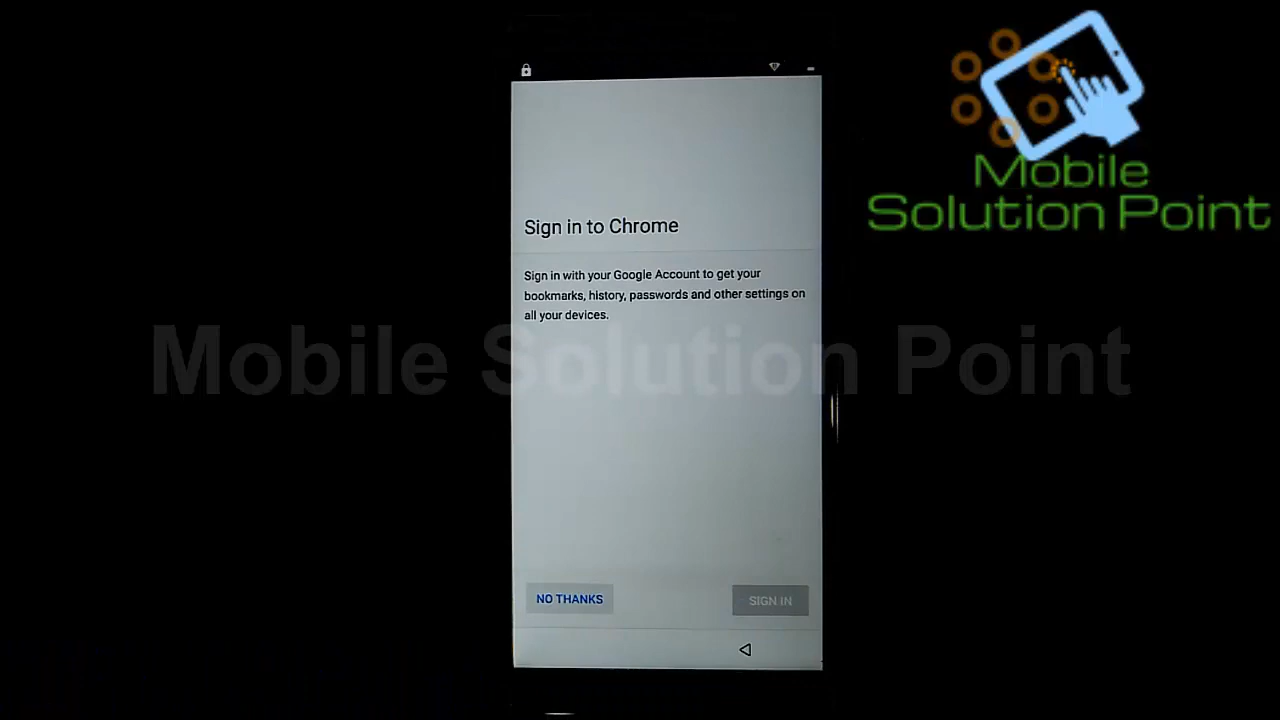 Mobile
Solution Point
Sign in to Chrome
Sign in with your Google Account to get your
bookmarks, history, passwords and other settings on
all your devices.
Mobile Solution Point
NO THANKS
SIGN IN